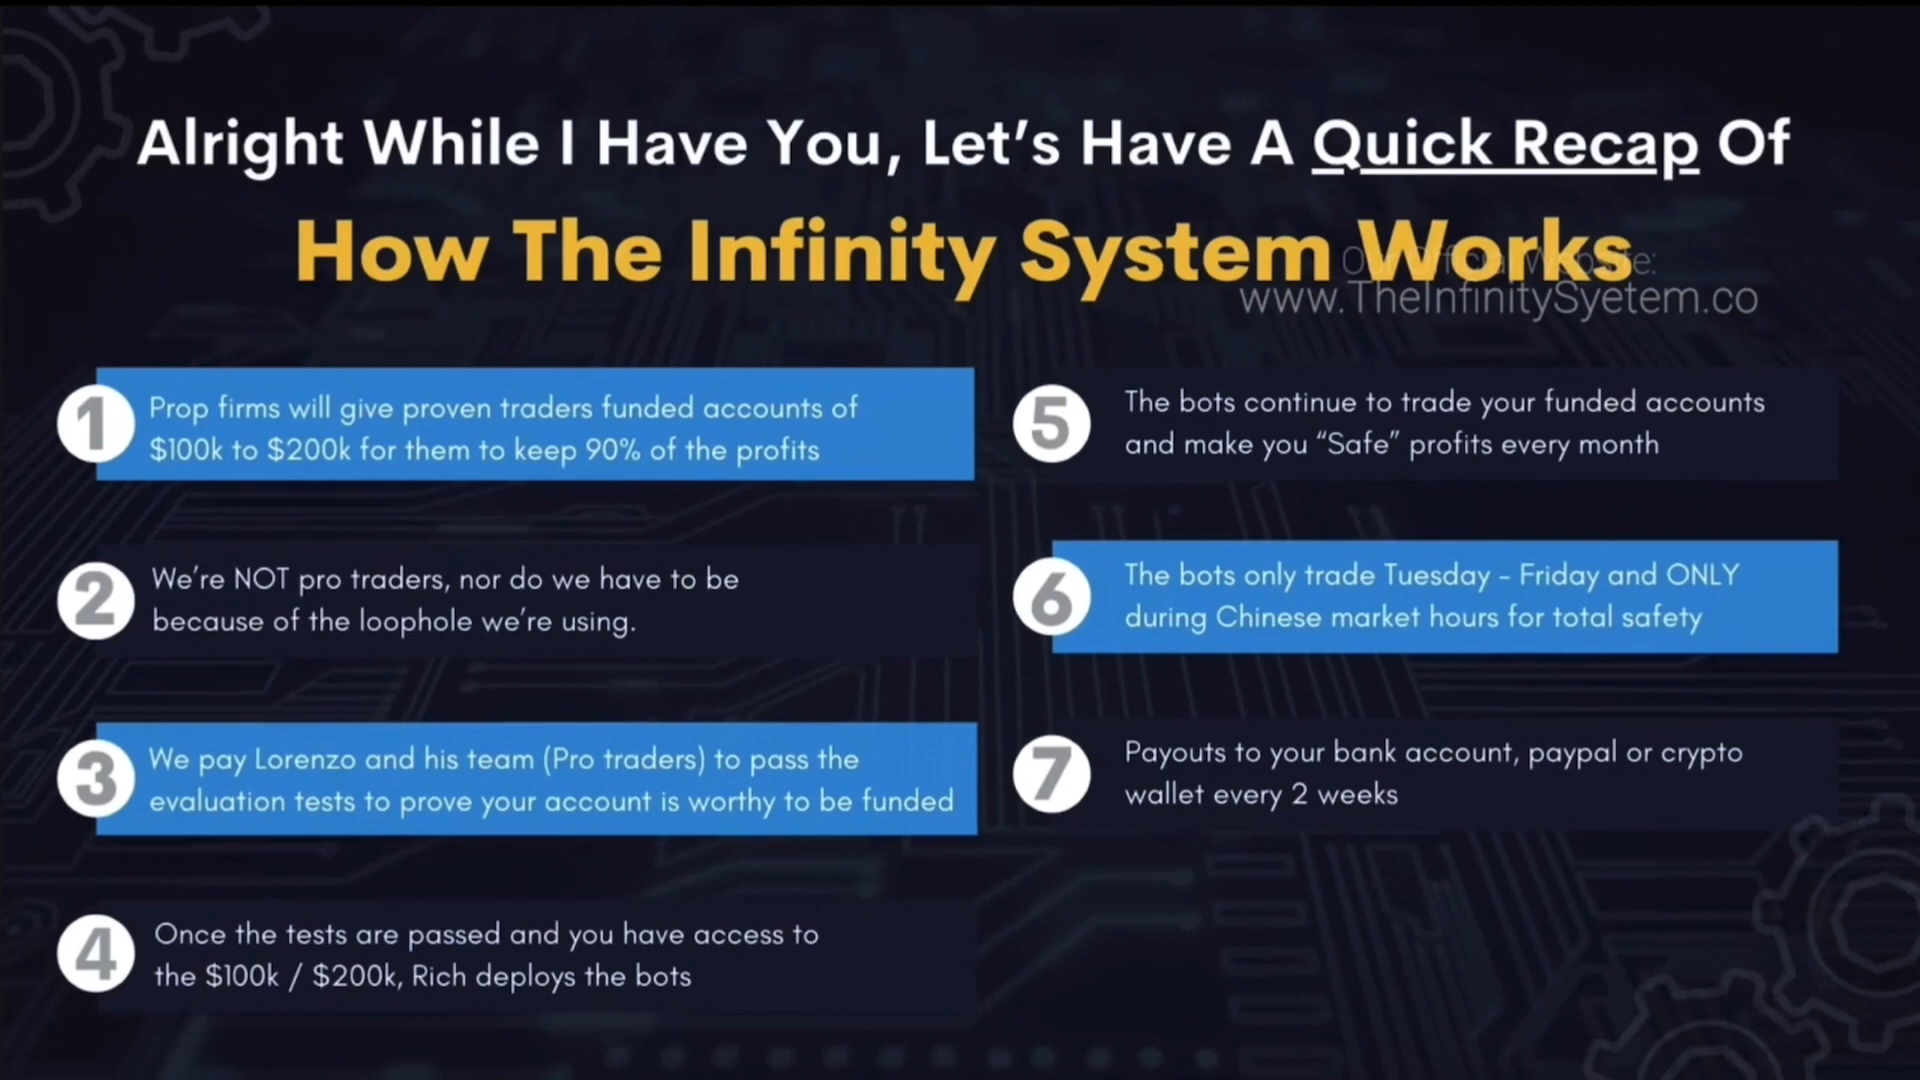 Alright While I Have You, Let's Have A Quick Recap Of
How The Infinity System Works
Our Official Website:
www.TheInfinitySyetem.co
1
Prop firms will give proven traders funded accounts of
$100k to $200k for them to keep 90% of the profits
2
We're NOT pro traders, nor do we have to be
because of the loophole we're using.
3
We pay Lorenzo and his team (Pro traders) to pass the
evaluation tests to prove your account is worthy to be funded
4
Once the tests are passed and you have access to
the $100k / $200k, Rich deploys the bots
5
The bots continue to trade your funded accounts
and make you “Safe” profits every month
6
The bots only trade Tuesday - Friday and ONLY
during Chinese market hours for total safety
7
Payouts to your bank account, paypal or crypto
wallet every 2 weeks